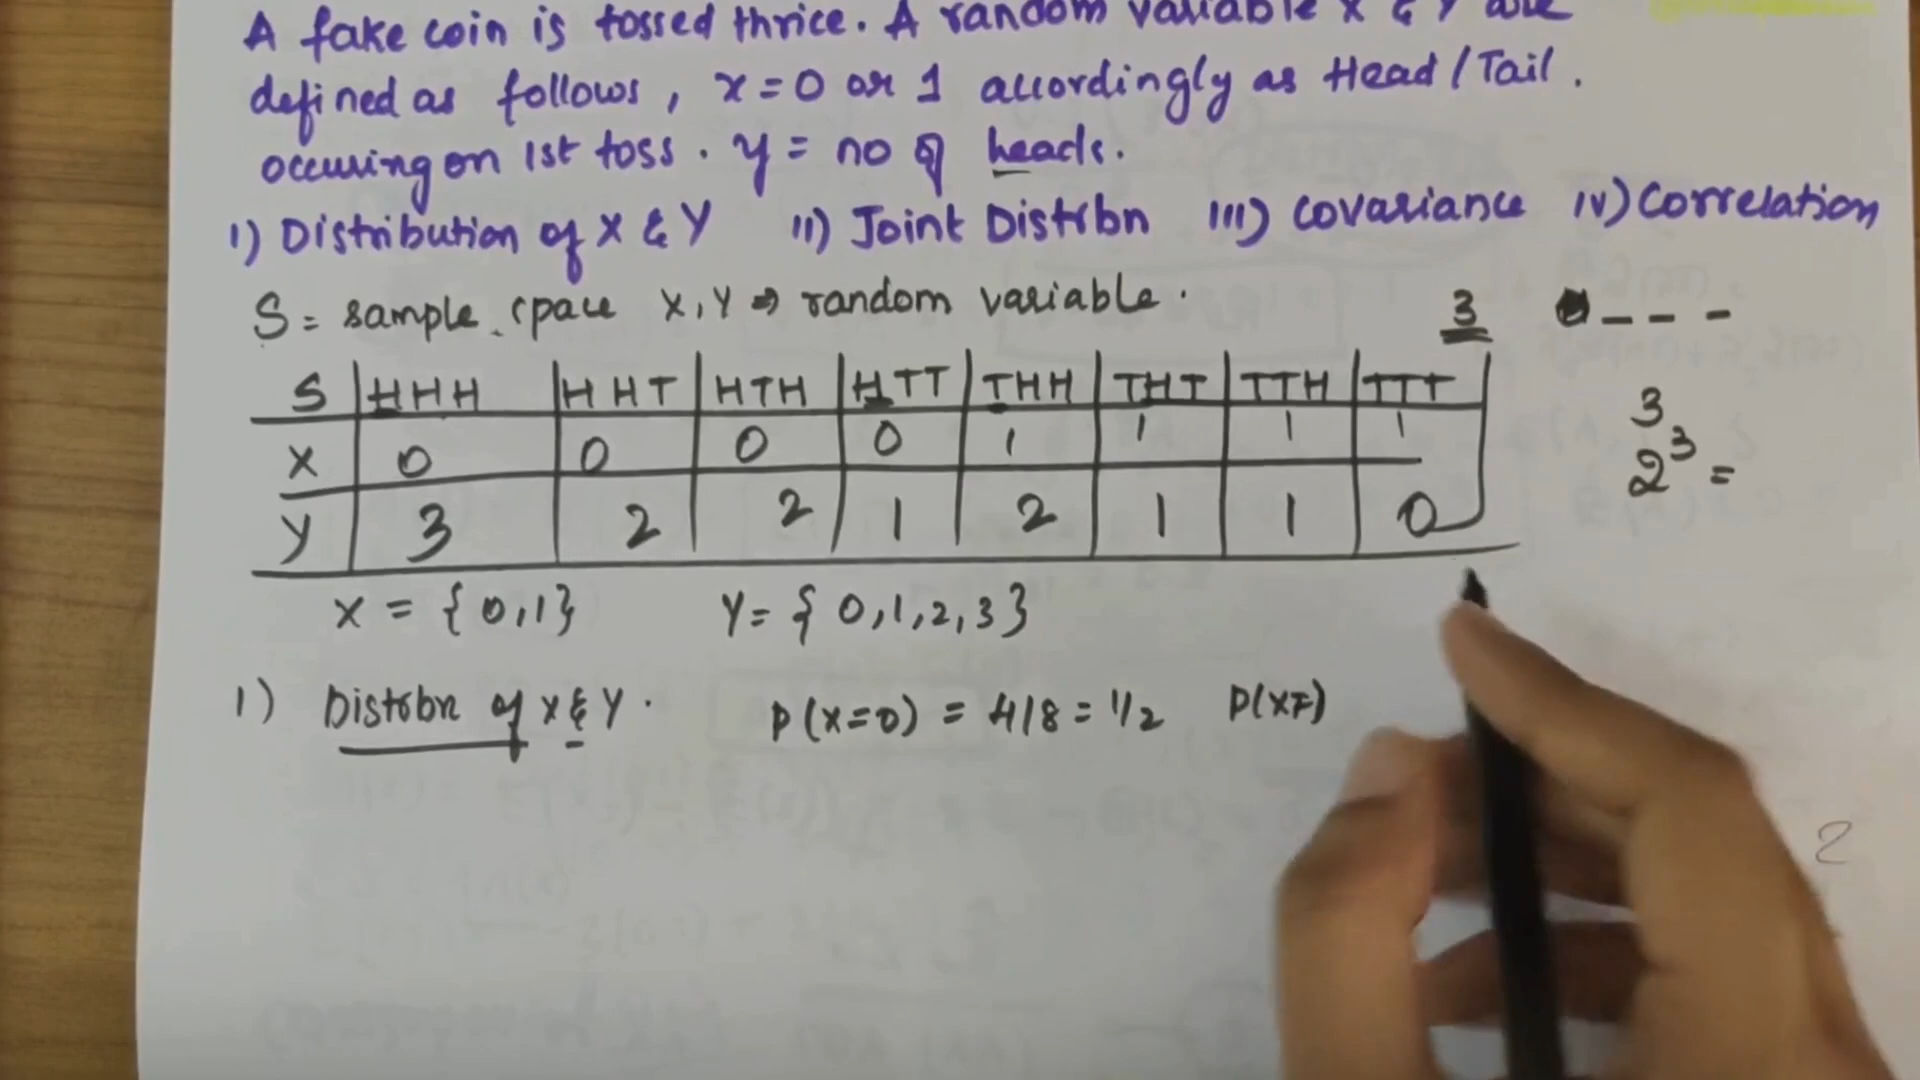 A fake coin is tossed thrice. A random variable x & Y are
defined as follows, x=0 or 1 accordingly as Head/Tail.
occuring on 1st toss. y = no of heads.
1) Distribution of X & Y 11) Joint Distrbn 111) Covariance iv) Correlation
S = sample space X, Y ⇒ random variable.
3 _ _ _
S HHH HHT HTH HTT THH THT TTH TTT
X 0 0 0 0 1 1 1 1
Y 3 2 2 1 2 1 1 0
3
2³ =
X = {0,1} Y = {0,1,2,3}
1) Distrbn of X & Y. P(X=0) = 4/8 = 1/2 P(X=)
2